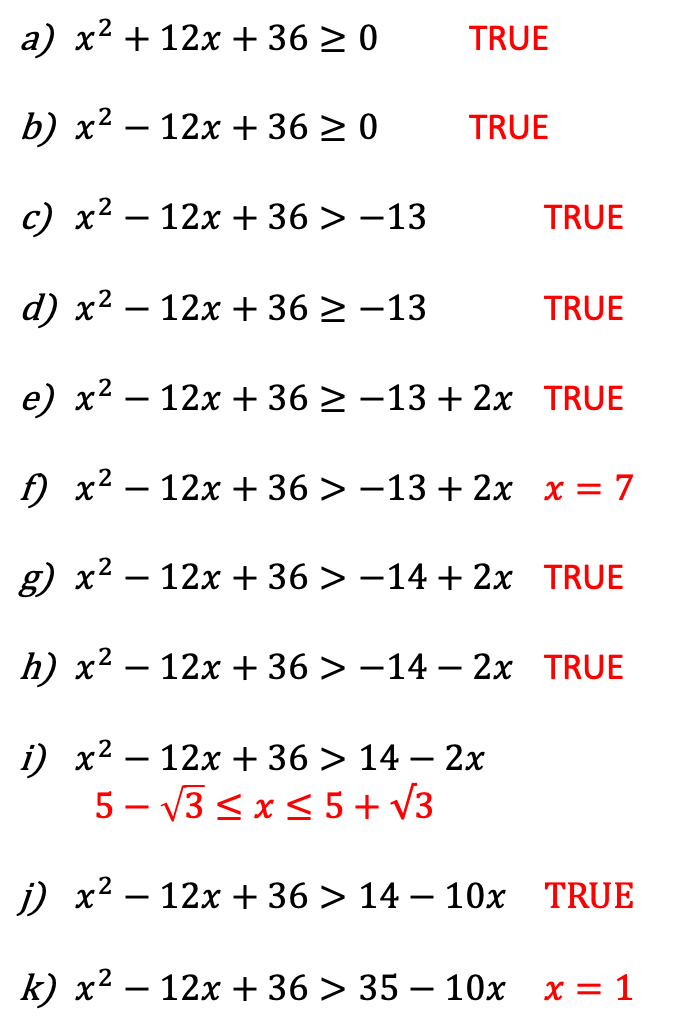 a) x² + 12x + 36 ≥ 0 TRUE
b) x² − 12x + 36 ≥ 0 TRUE
c) x² − 12x + 36 > −13 TRUE
d) x² − 12x + 36 ≥ −13 TRUE
e) x² − 12x + 36 ≥ −13 + 2x TRUE
f) x² − 12x + 36 > −13 + 2x x = 7
g) x² − 12x + 36 > −14 + 2x TRUE
h) x² − 12x + 36 > −14 − 2x TRUE
i) x² − 12x + 36 > 14 − 2x
5 − √3 ≤ x ≤ 5 + √3
j) x² − 12x + 36 > 14 − 10x TRUE
k) x² − 12x + 36 > 35 − 10x x = 1